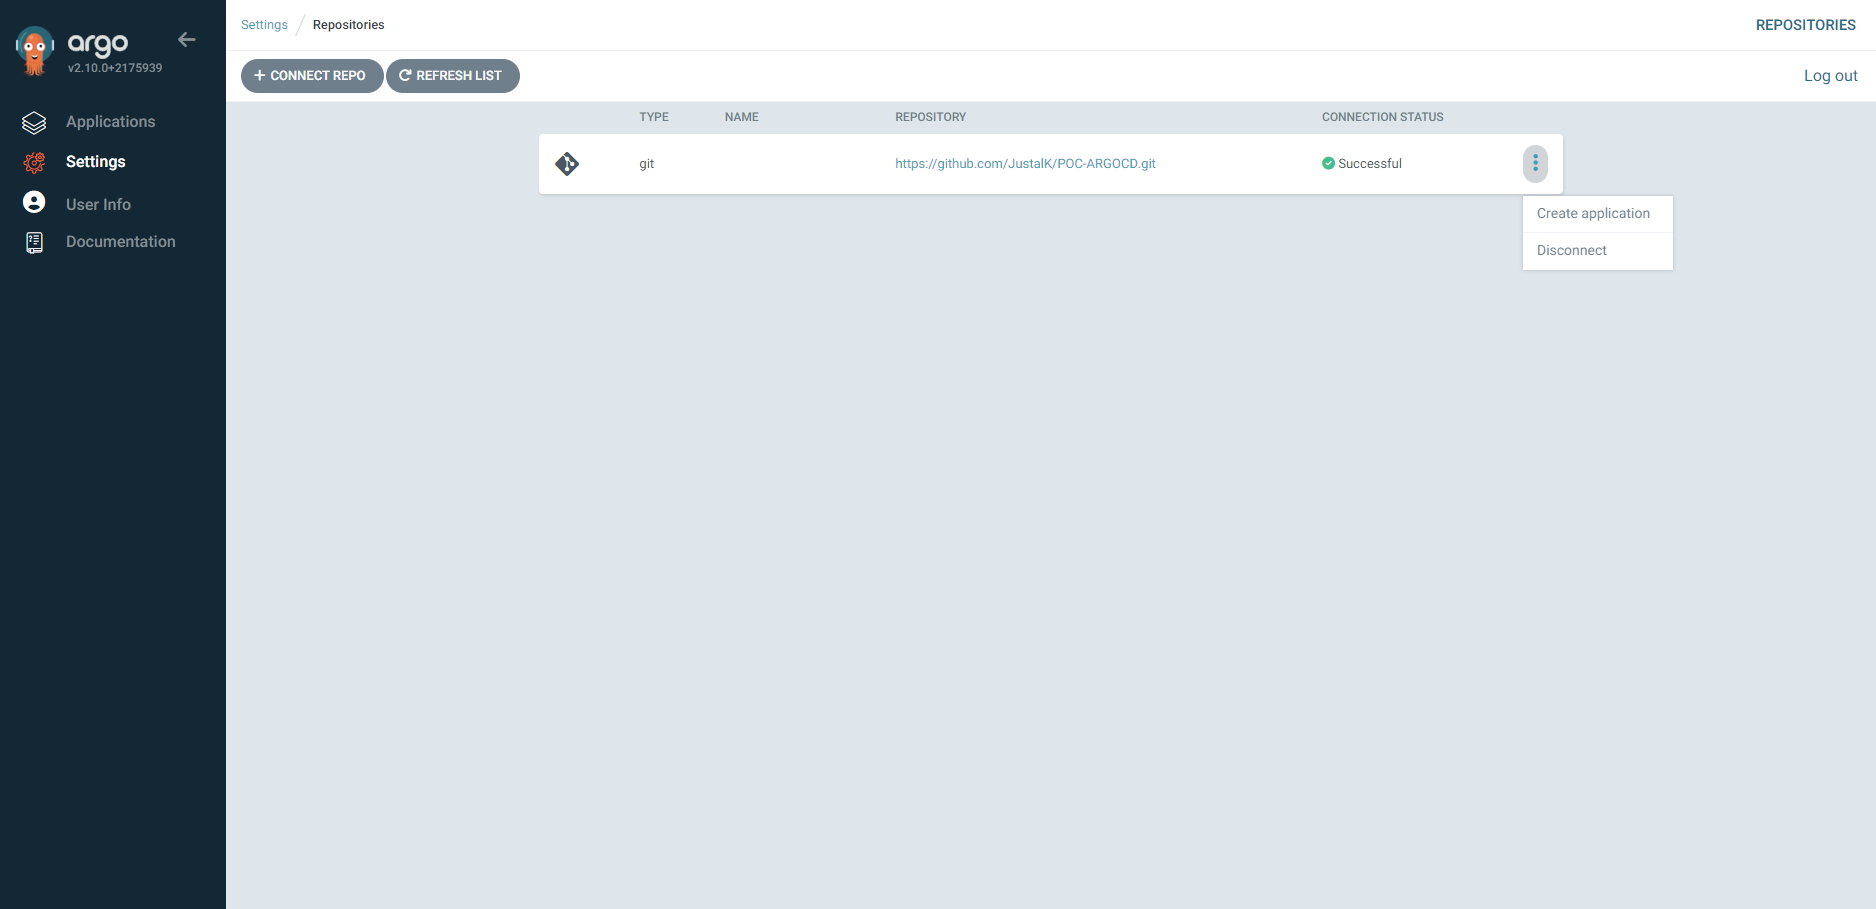 argo
v2.10.0+2175939
Applications
Settings
User Info
Documentation
Settings / Repositories
REPOSITORIES
+ CONNECT REPO
REFRESH LIST
Log out
TYPE NAME REPOSITORY CONNECTION STATUS
git https://github.com/JustalK/POC-ARGOCD.git Successful
Create application
Disconnect